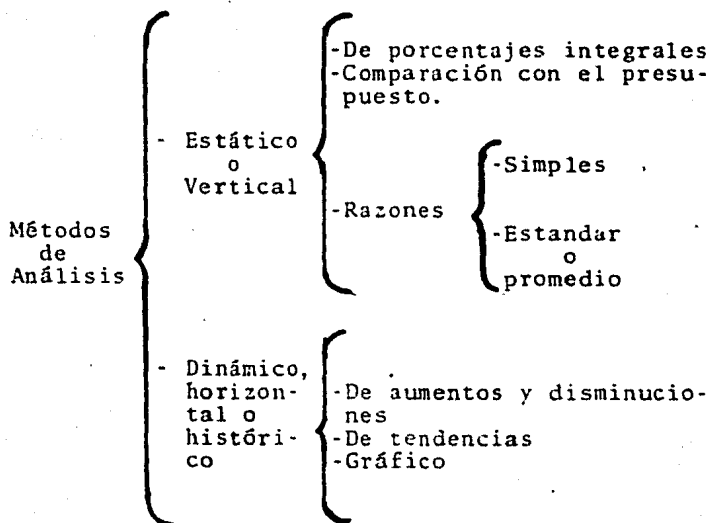 Métodos
de
Análisis
- Estático
o
Vertical
-De porcentajes integrales
-Comparación con el presu-
puesto.
-Razones
-Simples
-Estandar
o
promedio
- Dinámico,
horizon-
tal o
históri-
co
-De aumentos y disminucio-
nes
-De tendencias
-Gráfico